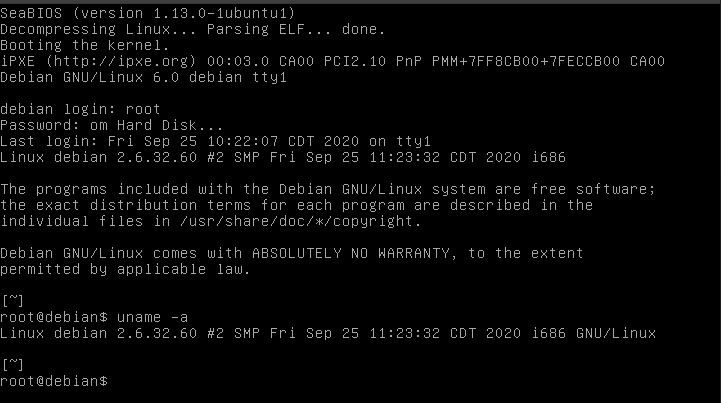 SeaBIOS (version 1.13.0-1ubuntu1)
Decompressing Linux... Parsing ELF... done.
Booting the kernel.
iPXE (http://ipxe.org) 00:03.0 CA00 PCI2.10 PnP PMM+7FF8CB00+7FECCB00 CA00
Debian GNU/Linux 6.0 debian tty1
debian login: root
Password: om Hard Disk...
Last login: Fri Sep 25 10:22:07 CDT 2020 on tty1
Linux debian 2.6.32.60 #2 SMP Fri Sep 25 11:23:32 CDT 2020 i686
The programs included with the Debian GNU/Linux system are free software;
the exact distribution terms for each program are described in the
individual files in /usr/share/doc/*/copyright.
Debian GNU/Linux comes with ABSOLUTELY NO WARRANTY, to the extent
permitted by applicable law.
[~]
root@debian$ uname -a
Linux debian 2.6.32.60 #2 SMP Fri Sep 25 11:23:32 CDT 2020 i686 GNU/Linux
[~]
root@debian$